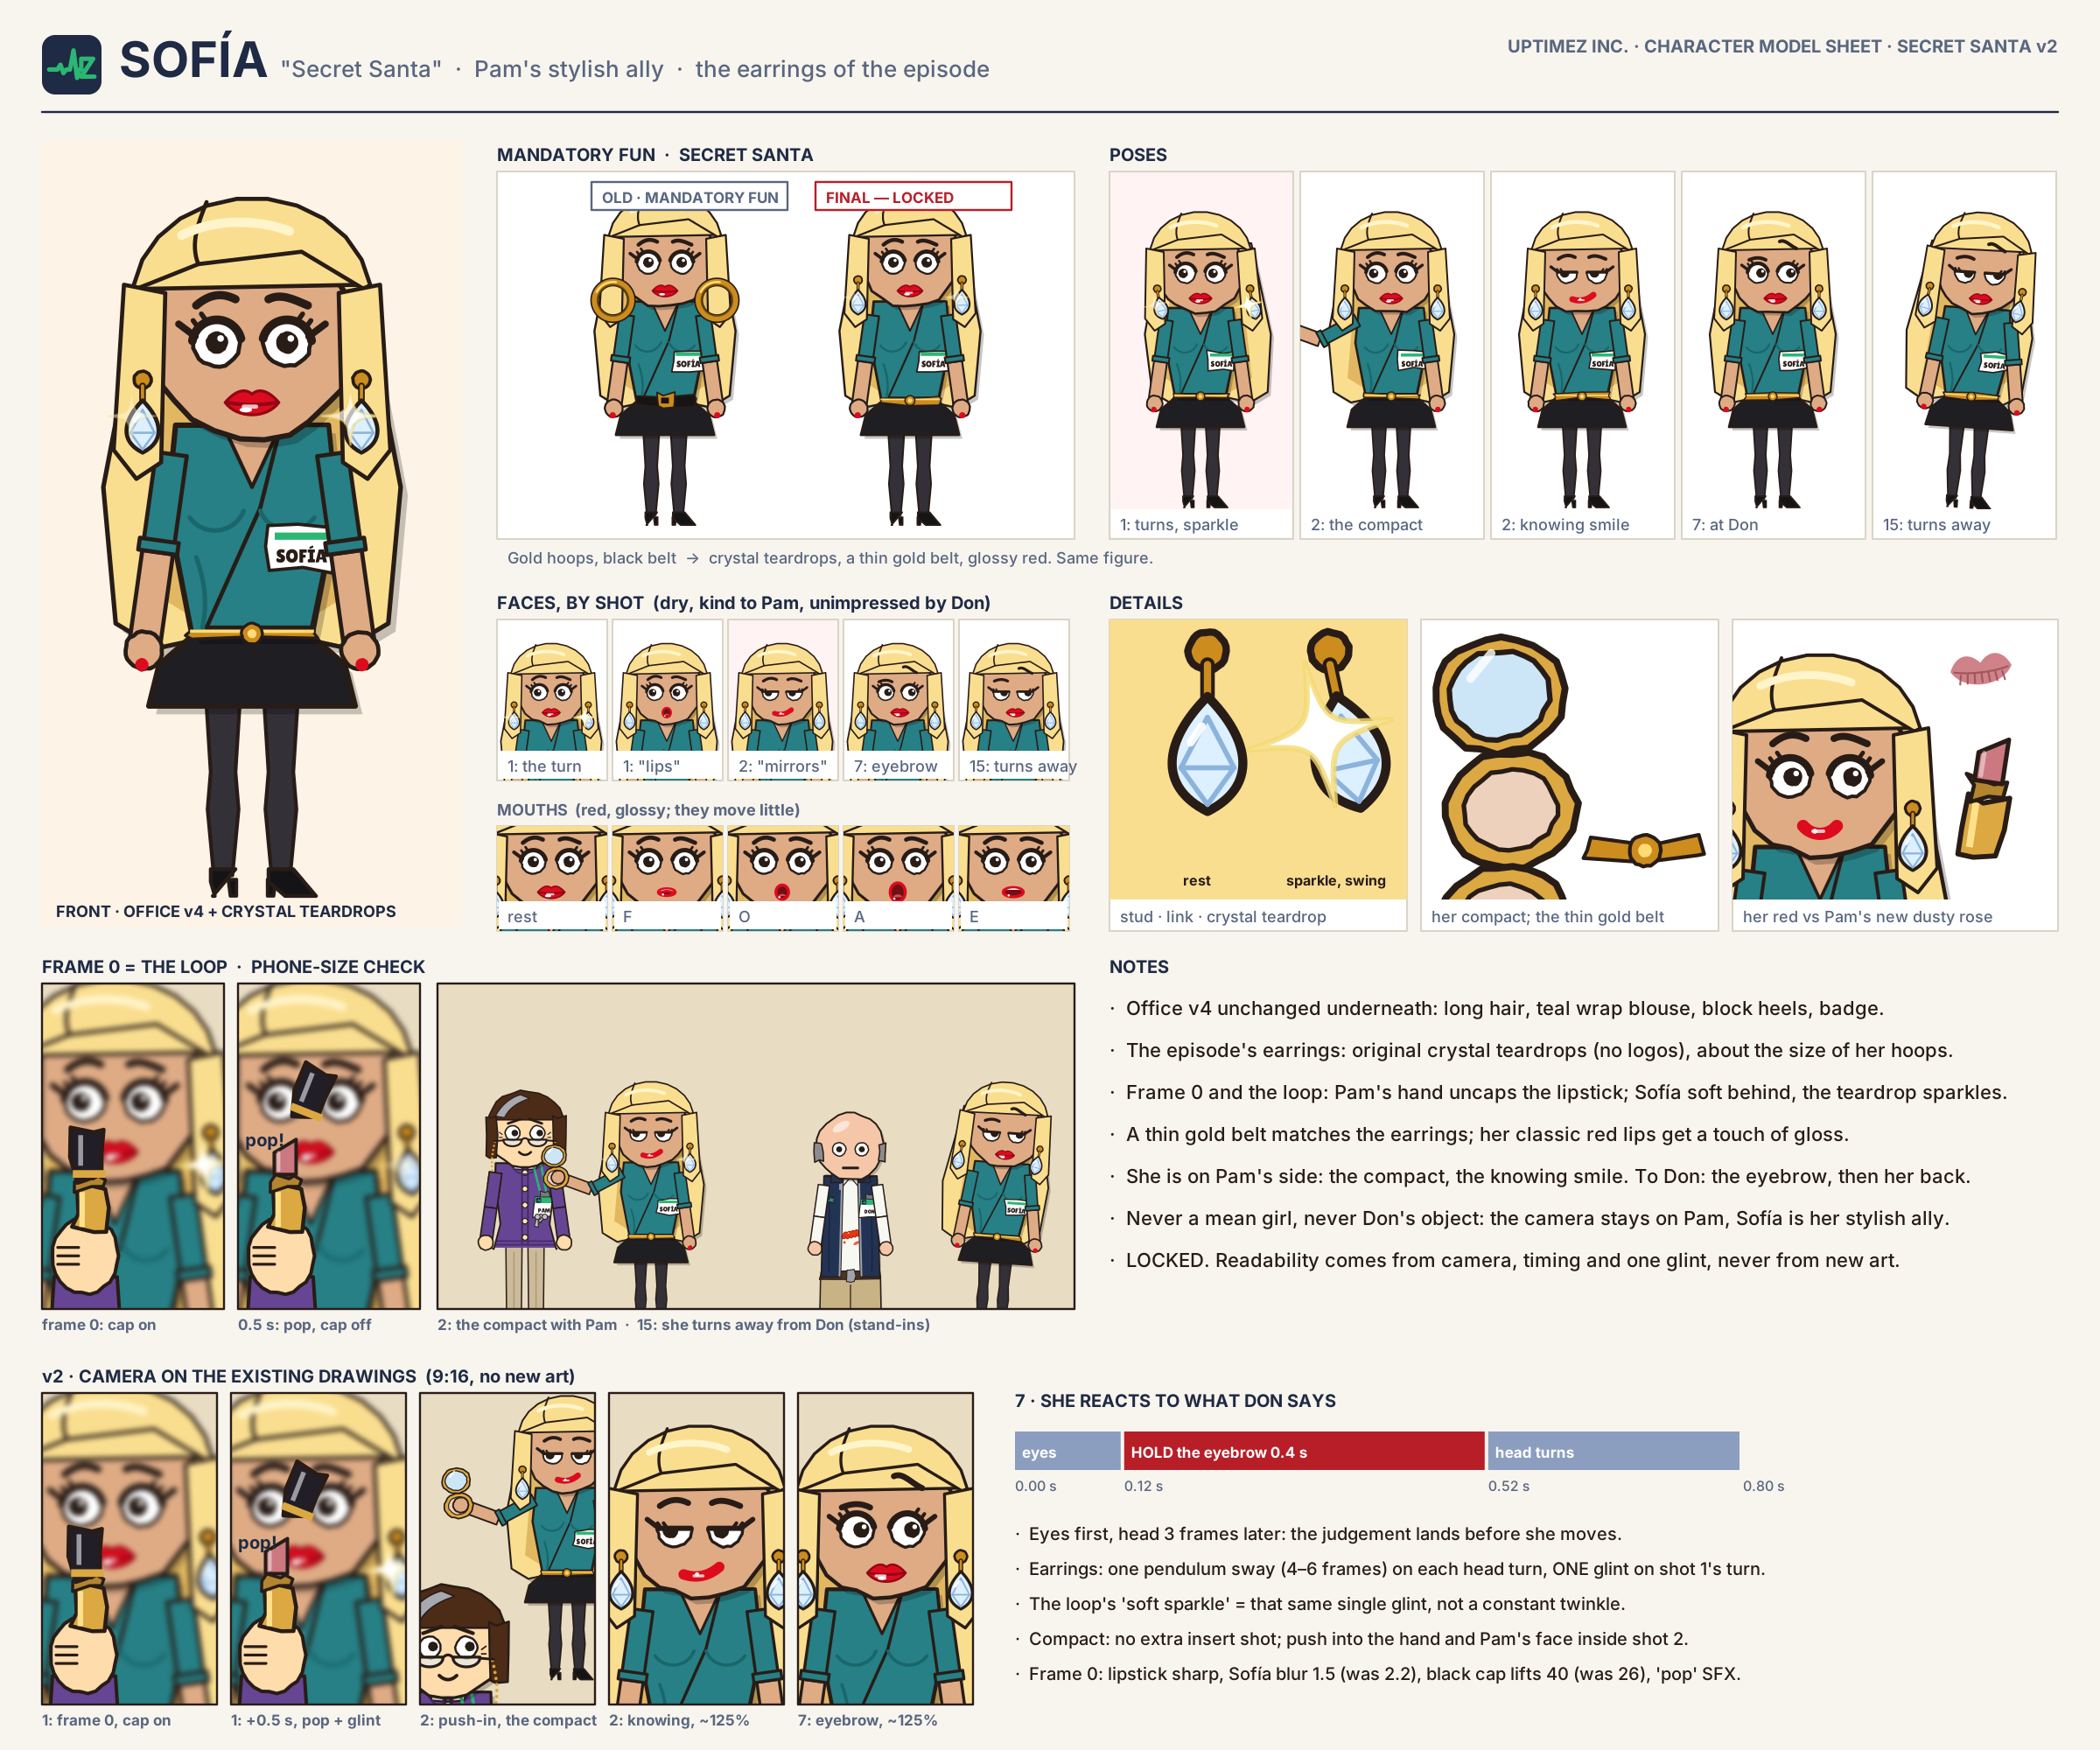 SOFÍA "Secret Santa" · Pam's stylish ally · the earrings of the episode
UPTIMEZ INC. · CHARACTER MODEL SHEET · SECRET SANTA v2
SOFÍA
FRONT · OFFICE v4 + CRYSTAL TEARDROPS
MANDATORY FUN · SECRET SANTA
OLD · MANDATORY FUN
FINAL — LOCKED
SOFÍA
SOFÍA
Gold hoops, black belt → crystal teardrops, a thin gold belt, glossy red. Same figure.
POSES
SOFÍA
SOFÍA
SOFÍA
SOFÍA
SOFÍA
1: turns, sparkle
2: the compact
2: knowing smile
7: at Don
15: turns away
FACES, BY SHOT (dry, kind to Pam, unimpressed by Don)
1: the turn
1: "lips"
2: "mirrors"
7: eyebrow
15: turns away
MOUTHS (red, glossy; they move little)
rest
F
O
A
E
DETAILS
rest
sparkle, swing
stud · link · crystal teardrop
her compact; the thin gold belt
her red vs Pam's new dusty rose
FRAME 0 = THE LOOP · PHONE-SIZE CHECK
pop!
PAM
SOFÍA
DON
SOFÍA
frame 0: cap on
0.5 s: pop, cap off
2: the compact with Pam · 15: she turns away from Don (stand-ins)
NOTES
· Office v4 unchanged underneath: long hair, teal wrap blouse, block heels, badge.
· The episode's earrings: original crystal teardrops (no logos), about the size of her hoops.
· Frame 0 and the loop: Pam's hand uncaps the lipstick; Sofía soft behind, the teardrop sparkles.
· A thin gold belt matches the earrings; her classic red lips get a touch of gloss.
· She is on Pam's side: the compact, the knowing smile. To Don: the eyebrow, then her back.
· Never a mean girl, never Don's object: the camera stays on Pam, Sofía is her stylish ally.
· LOCKED. Readability comes from camera, timing and one glint, never from new art.
v2 · CAMERA ON THE EXISTING DRAWINGS (9:16, no new art)
pop!
SOFÍ
1: frame 0, cap on
1: +0.5 s, pop + glint
2: push-in, the compact
2: knowing, ~125%
7: eyebrow, ~125%
7 · SHE REACTS TO WHAT DON SAYS
eyes
HOLD the eyebrow 0.4 s
head turns
0.00 s
0.12 s
0.52 s
0.80 s
· Eyes first, head 3 frames later: the judgement lands before she moves.
· Earrings: one pendulum sway (4–6 frames) on each head turn, ONE glint on shot 1's turn.
· The loop's 'soft sparkle' = that same single glint, not a constant twinkle.
· Compact: no extra insert shot; push into the hand and Pam's face inside shot 2.
· Frame 0: lipstick sharp, Sofía blur 1.5 (was 2.2), black cap lifts 40 (was 26), 'pop' SFX.